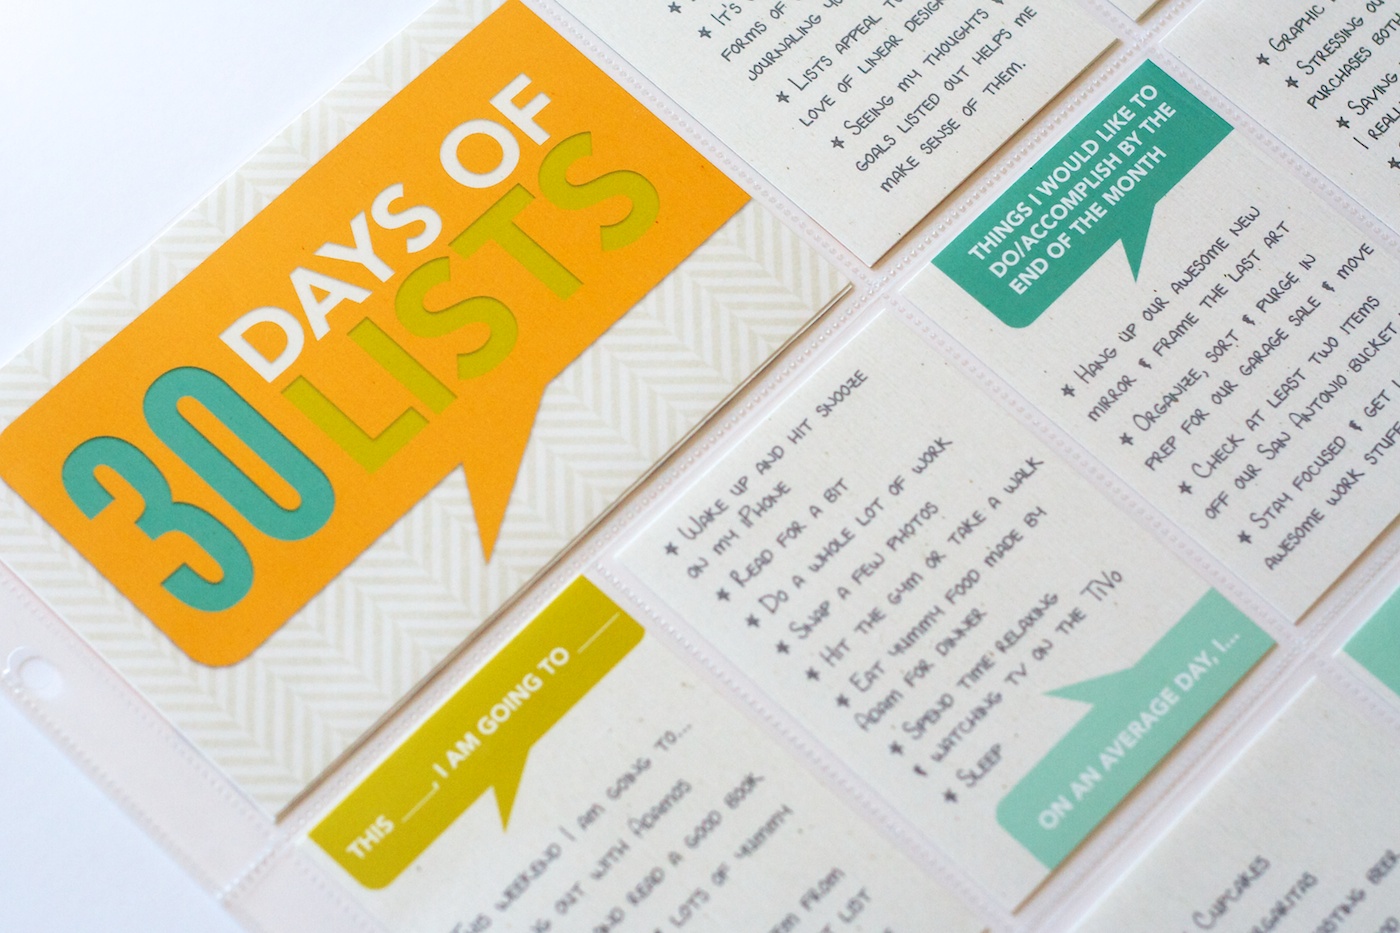 30 DAYS OF
LISTS
★ IT'S
FORMS OF
JOURNALING
★ LISTS APPEAL
LOVE OF LINEAR DESIGN
★ SEEING MY THOUGHTS
GOALS LISTED OUT HELPS ME
MAKE SENSE OF THEM.
★ GRAPHIC
★ STRESSING
PURCHASES
★ SAVING
THINGS I WOULD LIKE TO
DO/ACCOMPLISH BY THE
END OF THE MONTH
★ HANG UP OUR AWESOME NEW
MIRROR & FRAME THE LAST ART
★ ORGANIZE, SORT & PURGE IN
PREP FOR OUR GARAGE SALE & MOVE
★ CHECK AT LEAST TWO ITEMS
OFF OUR SAN ANTONIO BUCKET
★ STAY FOCUSED & GET
AWESOME WORK STUFF
★ WAKE UP AND HIT SNOOZE
ON MY IPHONE
★ READ FOR A BIT
★ DO A WHOLE LOT OF WORK
★ SNAP A FEW PHOTOS
★ HIT THE GYM OR TAKE A WALK
★ EAT YUMMY FOOD MADE BY
ADAM FOR DINNER
★ SPEND TIME RELAXING
& WATCHING TV ON THE TIVO
★ SLEEP
ON AN AVERAGE DAY, I...
THIS ____, I AM GOING TO ____
THIS WEEKEND I AM GOING TO...
OUT WITH ADAM
AND READ A GOOD BOOK
LOTS OF YUMMY
FROM
LIST
CUPCAKES